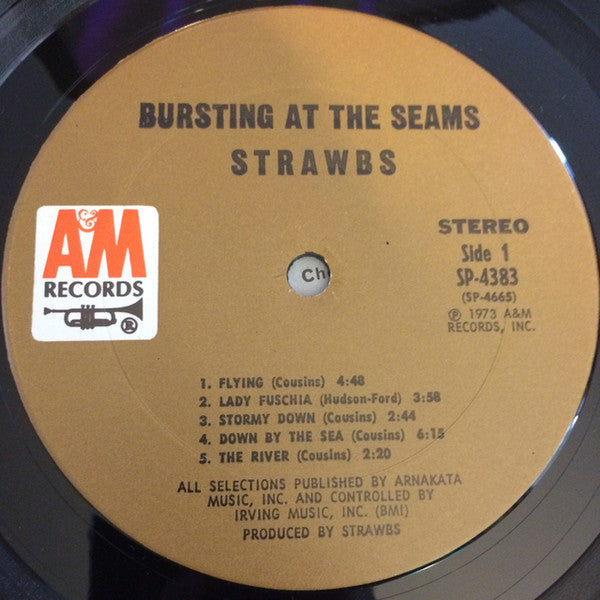 BURSTING AT THE SEAMS
STRAWBS
A&M
RECORDS
®
STEREO
Side 1
SP-4383
(SP-4665)
℗ 1973 A&M
RECORDS, INC.
Ch
1. FLYING (Cousins) 4:48
2. LADY FUSCHIA (Hudson-Ford) 3:58
3. STORMY DOWN (Cousins) 2:44
4. DOWN BY THE SEA (Cousins) 6:15
5. THE RIVER (Cousins) 2:20
ALL SELECTIONS PUBLISHED BY ARNAKATA
MUSIC, INC. AND CONTROLLED BY
IRVING MUSIC, INC. (BMI)
PRODUCED BY STRAWBS